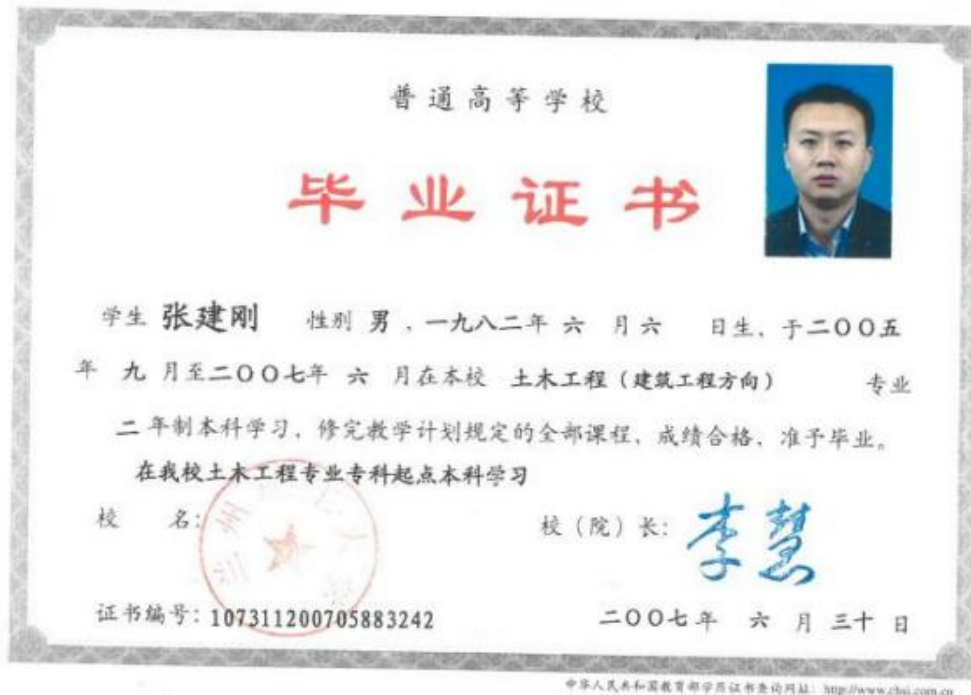 普通高等学校
毕业证书
学生 张建刚 性别 男 ，一九八二年 六 月 六 日生、于二〇〇五
年 九 月至二〇〇七年 六 月在本校 土木工程（建筑工程方向） 专业
二 年制本科学习、修完教学计划规定的全部课程、成绩合格、准予毕业。
在我校土木工程专业专科起点本科学习
校 名：
校（院）长：李慧
证书编号：107311200705883242
二〇〇七年 六 月 三十 日
中华人民共和国教育部学历证书查询网址：http://www.chsi.com.cn